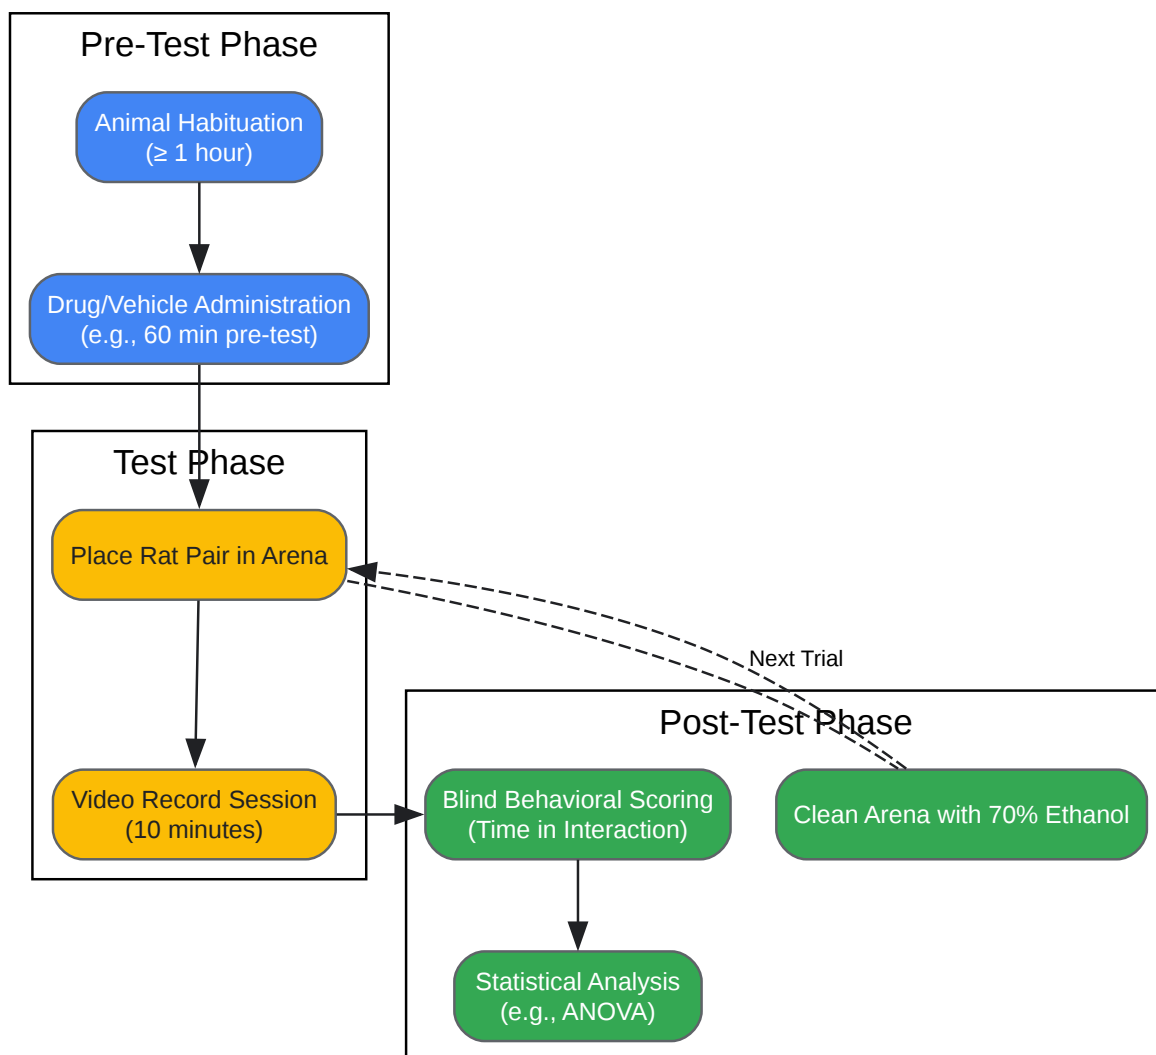 Pre-Test Phase
Animal Habituation
(≥ 1 hour)
Drug/Vehicle Administration
(e.g., 60 min pre-test)
Test Phase
Place Rat Pair in Arena
Next Trial
Video Record Session
(10 minutes)
Post-Test Phase
Blind Behavioral Scoring
(Time in Interaction)
Clean Arena with 70% Ethanol
Statistical Analysis
(e.g., ANOVA)